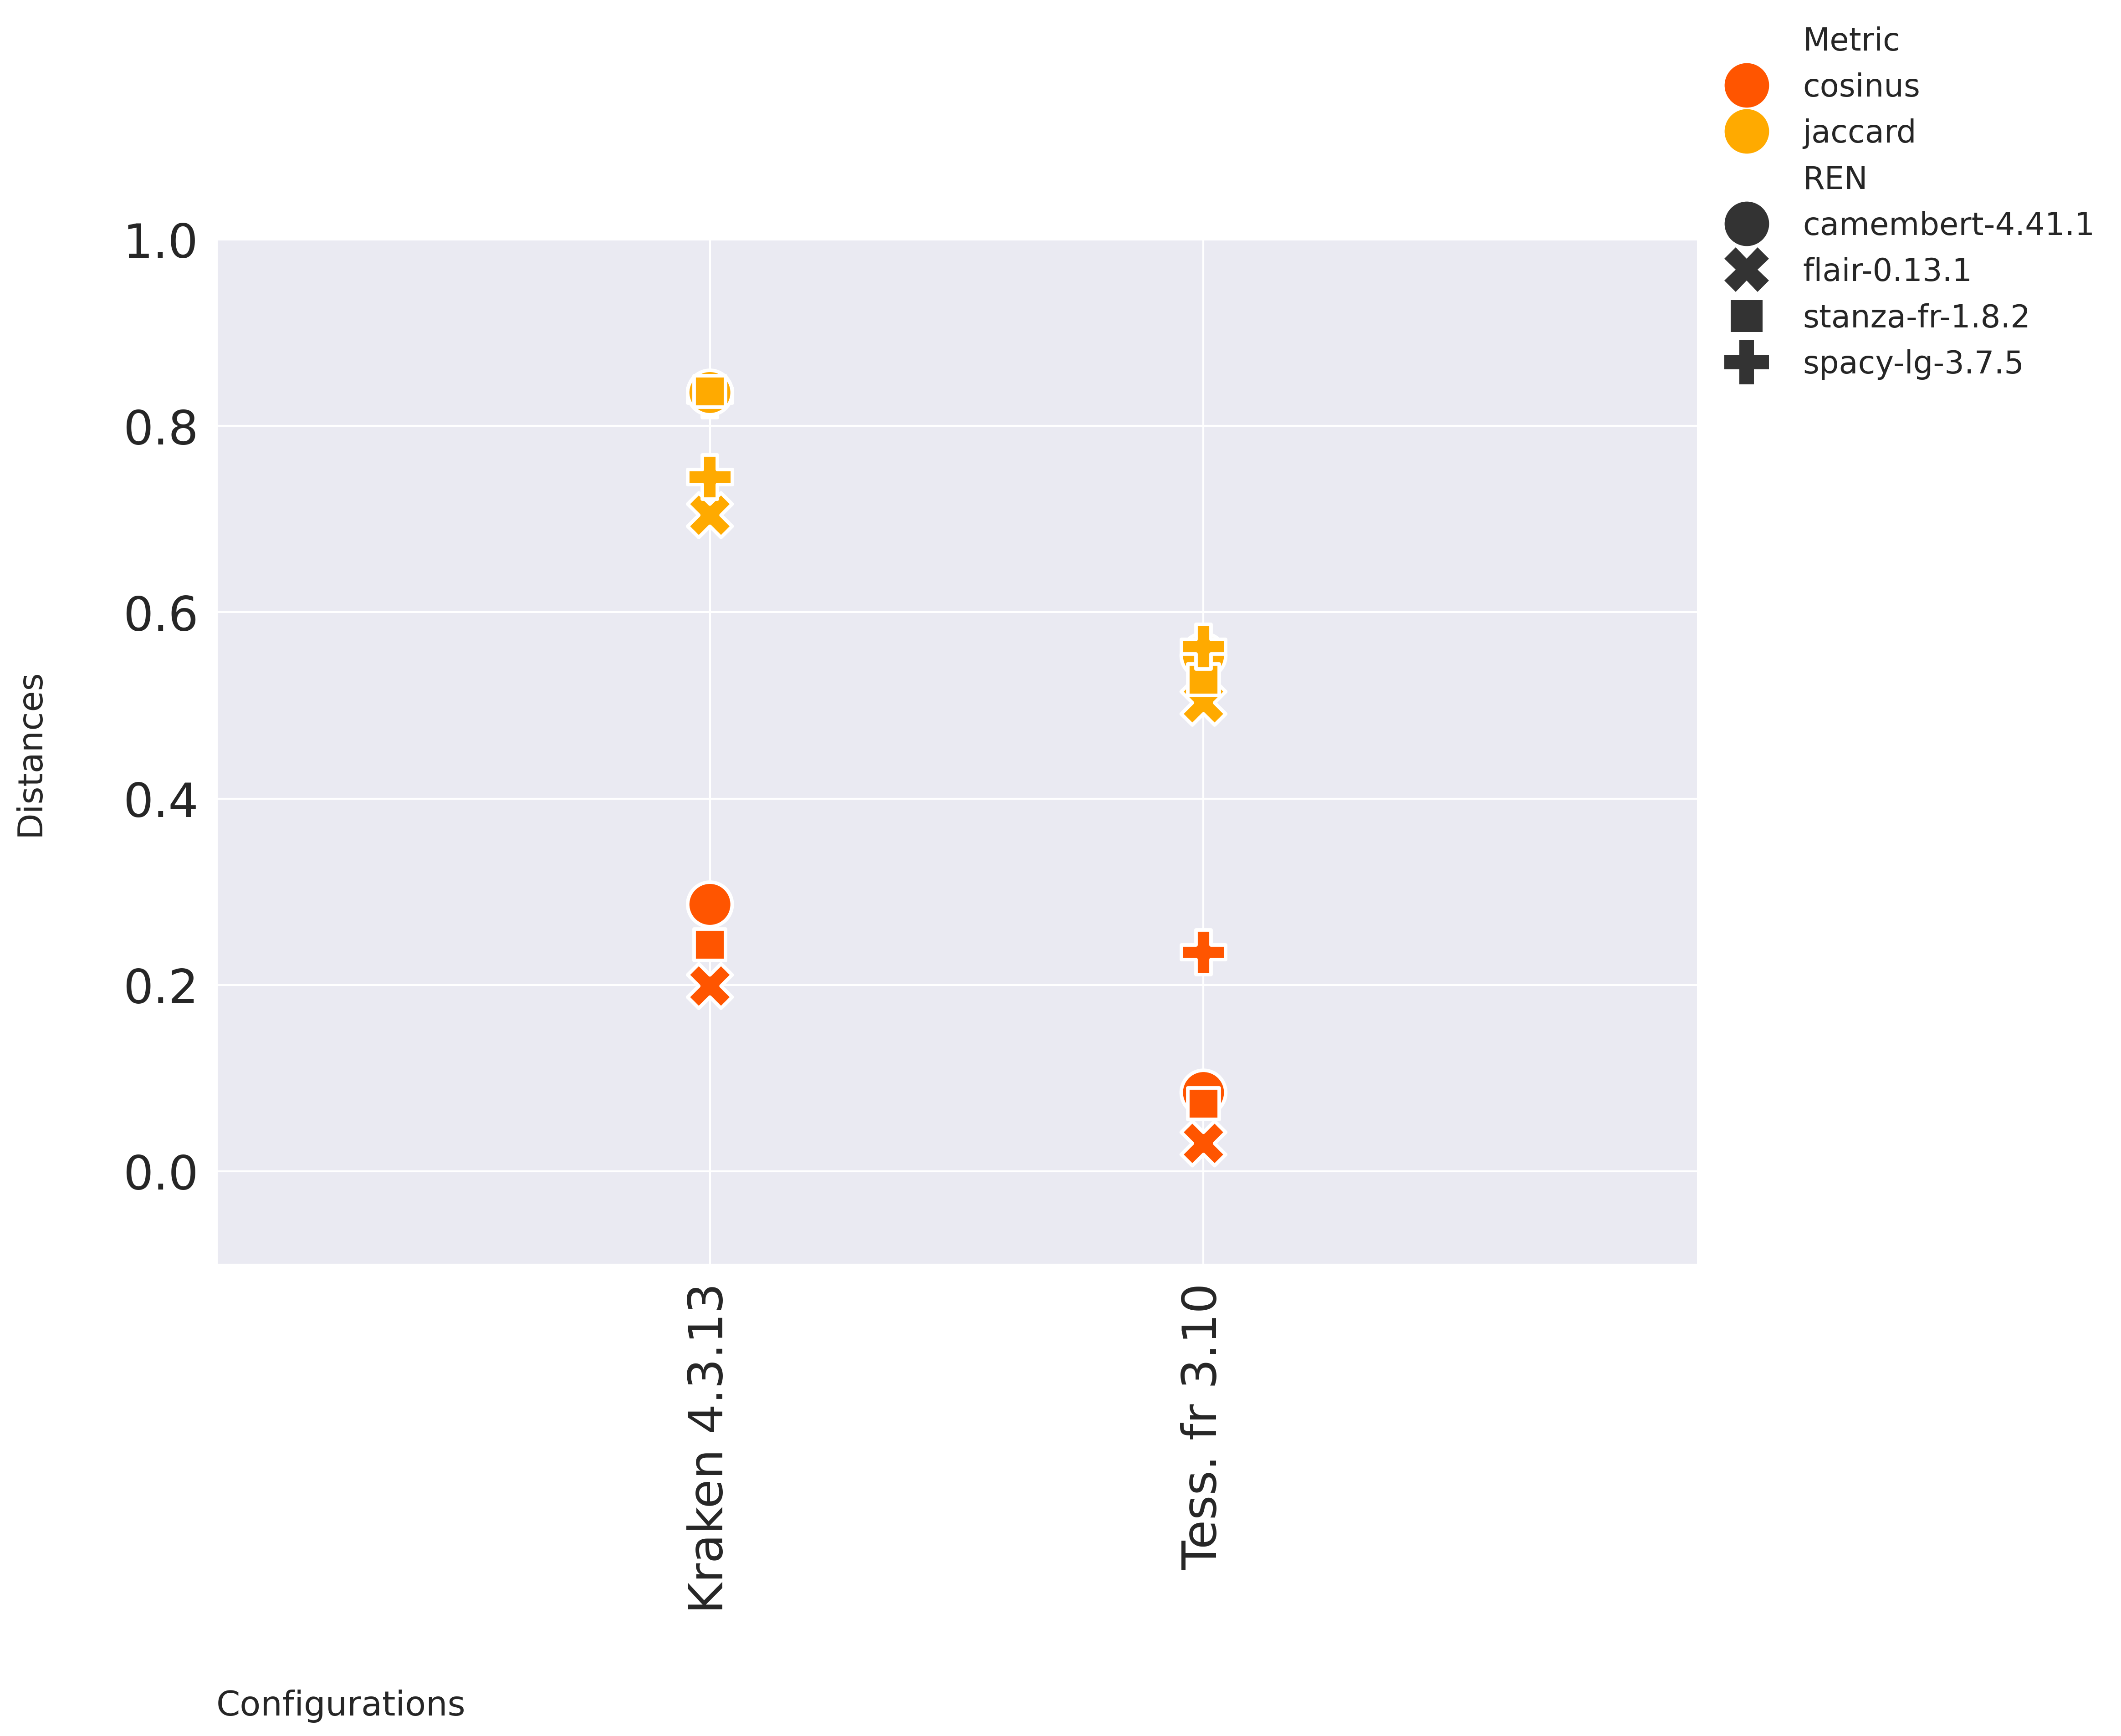 Metric
cosinus
jaccard
REN
camembert-4.41.1
flair-0.13.1
stanza-fr-1.8.2
spacy-lg-3.7.5
1.0
0.8
0.6
0.4
0.2
0.0
Distances
Kraken 4.3.13
Tess. fr 3.10
Configurations